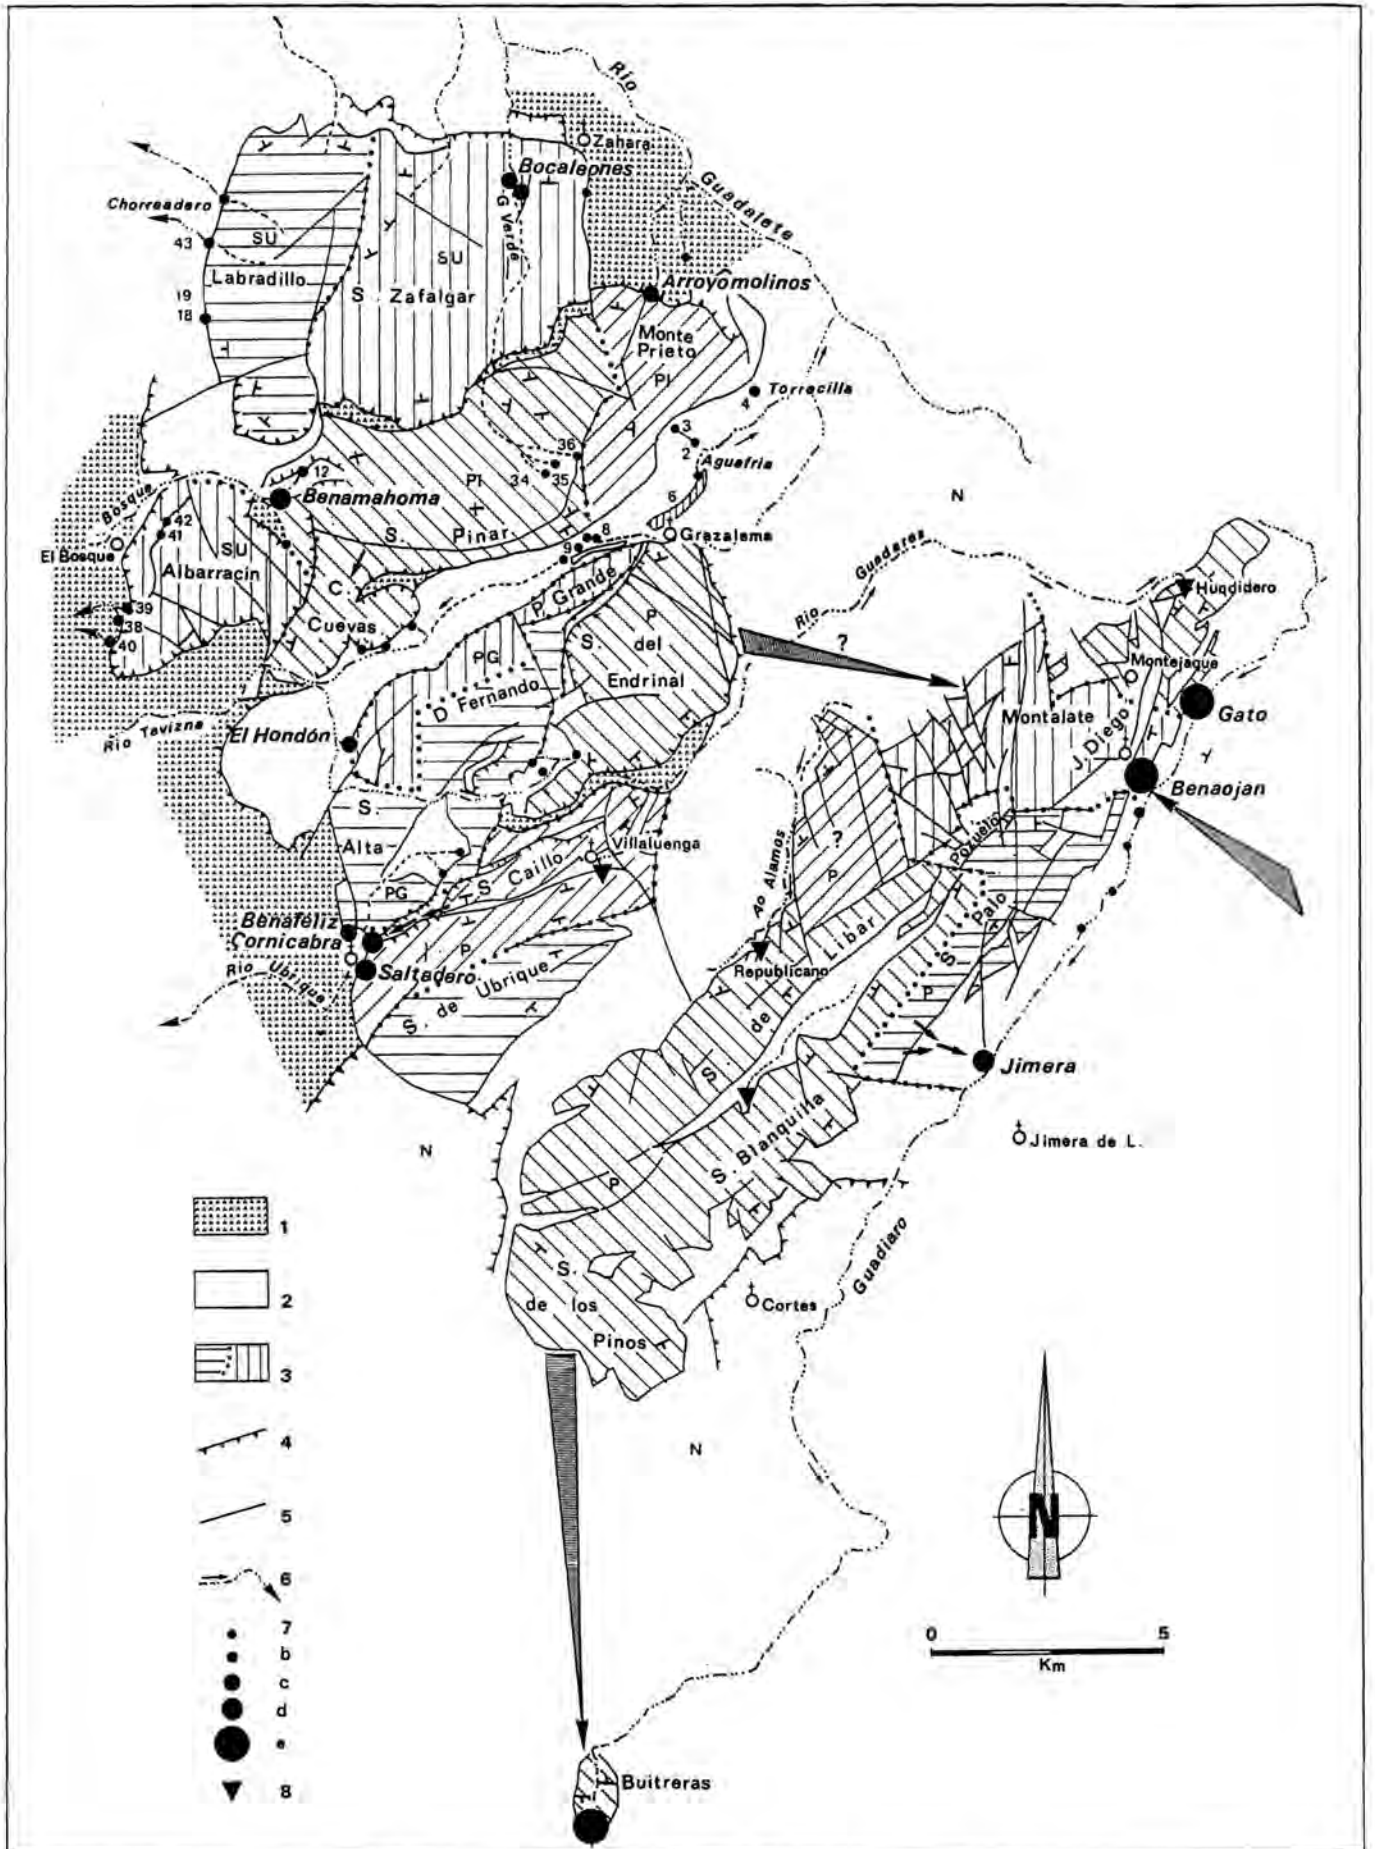 Río
Zahara
Bocaleones
Guadalete
Chorreadero
G Verde
43
SU
SU
Labradillo
S. Zafalgar
Arroyomolinos
19
18
Monte
Prieto
PI
Torrecilla
4
3
2
36
12
34
35
Aguafria
PI
6
N
Bosque
Benamahoma
42
41
S. Pinar
8
Grazalema
El Bosque
SU
9
Albarracin
Guadares
Hundidero
C.
P. Grande
39
Cuevas
P
Río
38
S. del
?
40
PG
Endrinal
Montejaque
D Fernando
Montalate
Gato
Río Tavizna
El Hondón
J. Diego
Benaojan
S.
Alta
?
Pozuelo
Villaluenga
S. Caillo
P
Ao Alamos
PG
S. Palo
Benafeliz
Cornicabra
P
Libar
Republicano
Río Ubrique
Saltadero
P
S. de Ubrique
de
S.
Jimera
S. Blanquilla
Jimera de L.
N
P
1
Guadiaro
2
S.
de los
Pinos
Cortes
3
4
N
5
N
6
0 5
Km
7
b
c
d
e
8
Buitreras